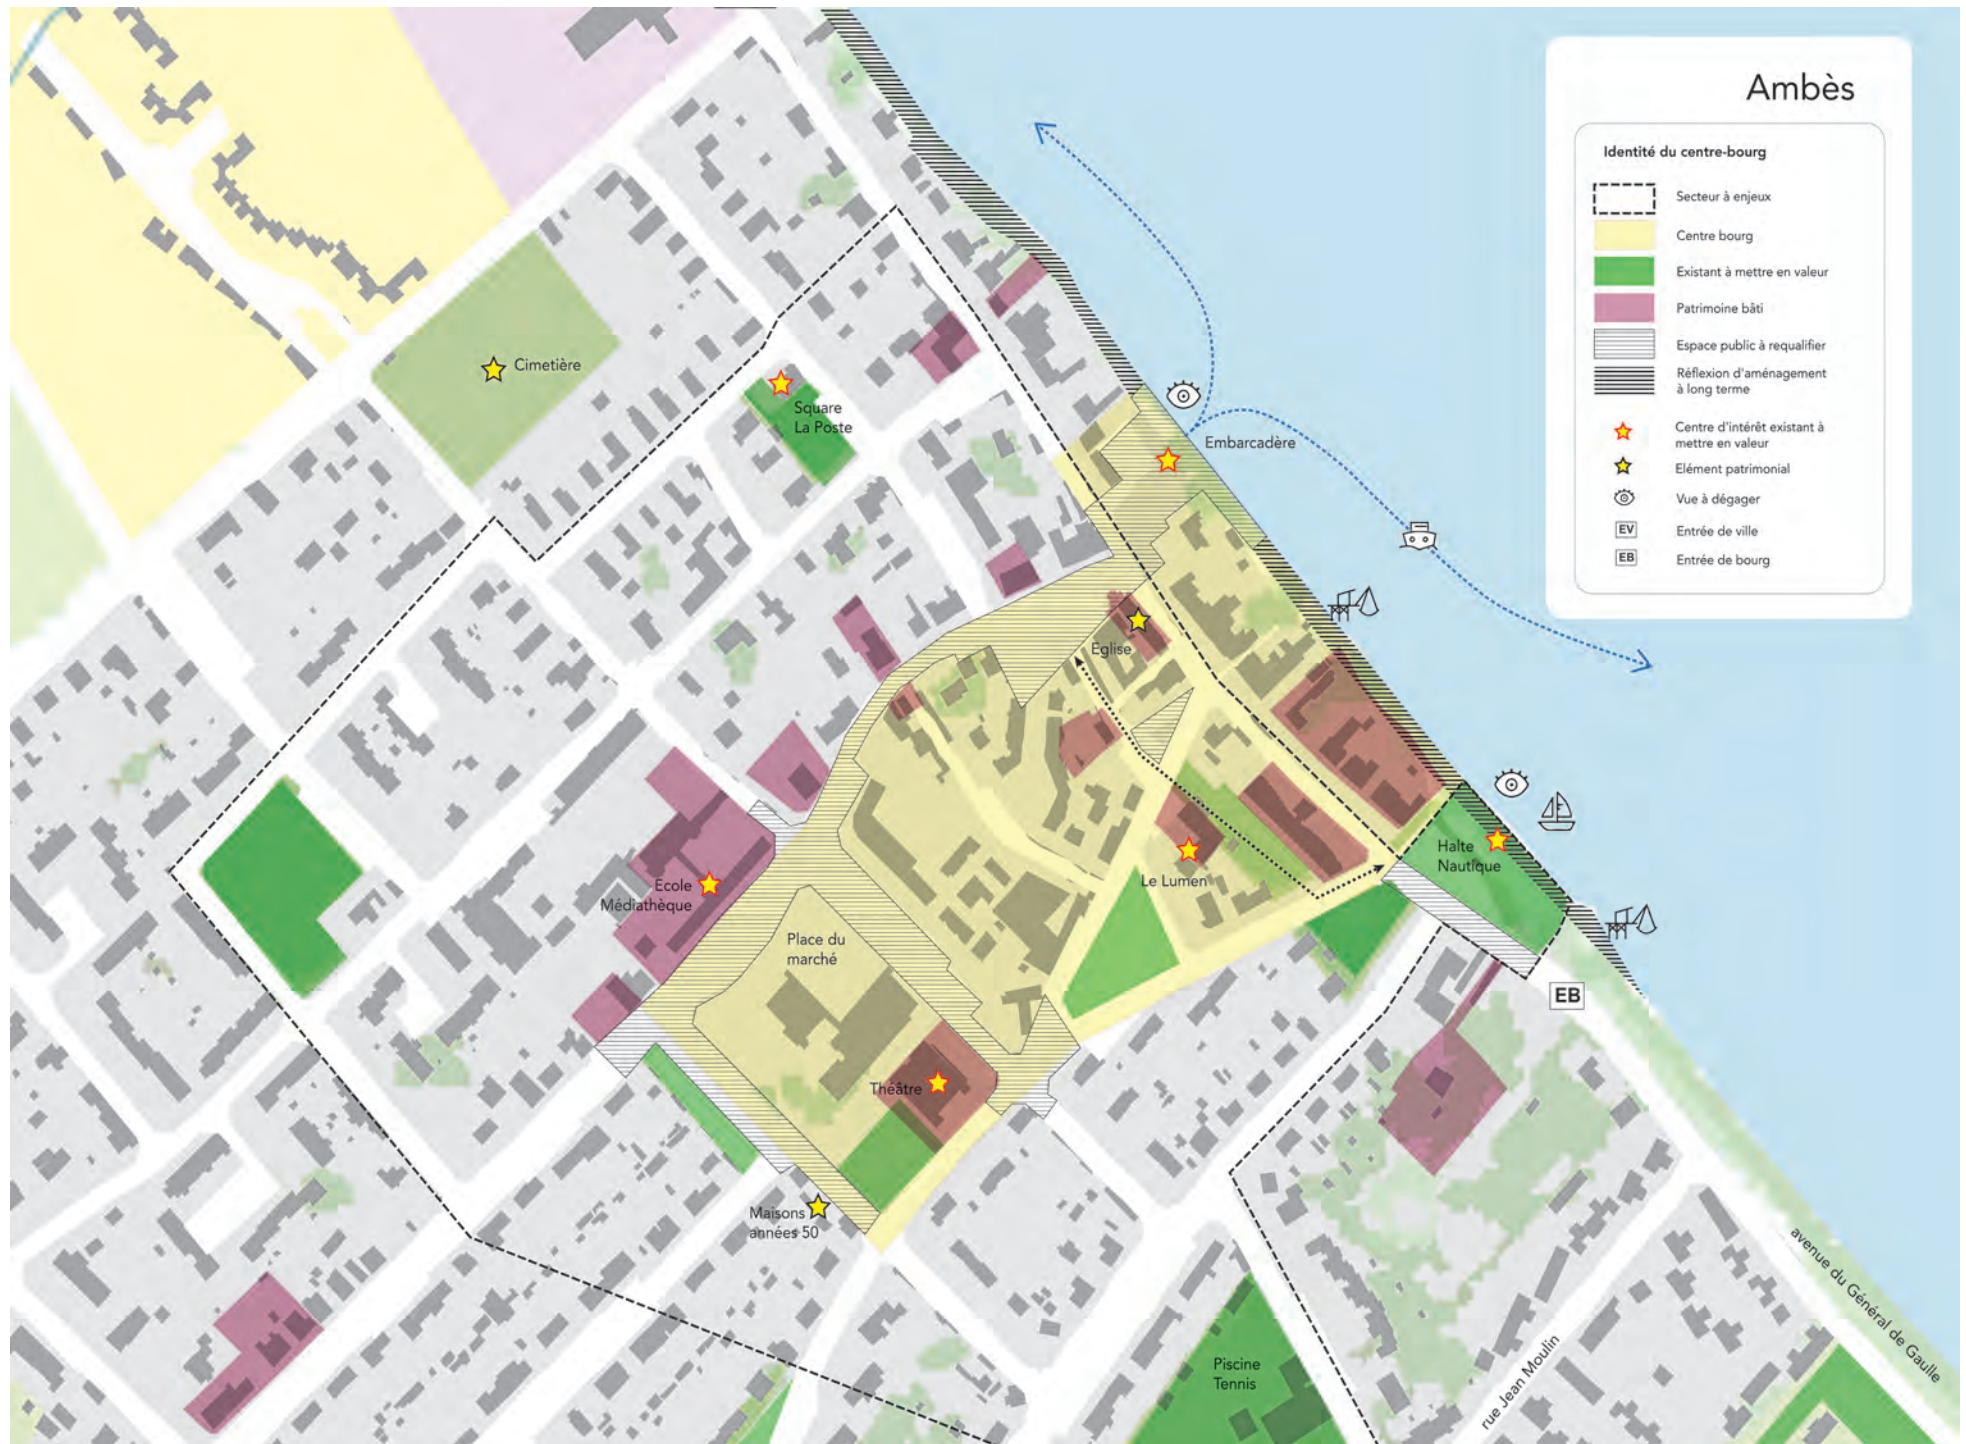 Ambès
Identité du centre-bourg
Secteur à enjeux
Centre bourg
Existant à mettre en valeur
Patrimoine bâti
Espace public à requalifier
Réflexion d'aménagement
à long terme
Centre d'intérêt existant à
mettre en valeur
Elément patrimonial
Vue à dégager
EV
Entrée de ville
EB
Entrée de bourg
Cimetière
Square
La Poste
Embarcadère
Eglise
Halte
Nautique
Le Lumen
Ecole
Médiathèque
Place du
marché
EB
Théâtre
Maisons
années 50
Piscine
Tennis
rue Jean Moulin
avenue du Général de Gaulle